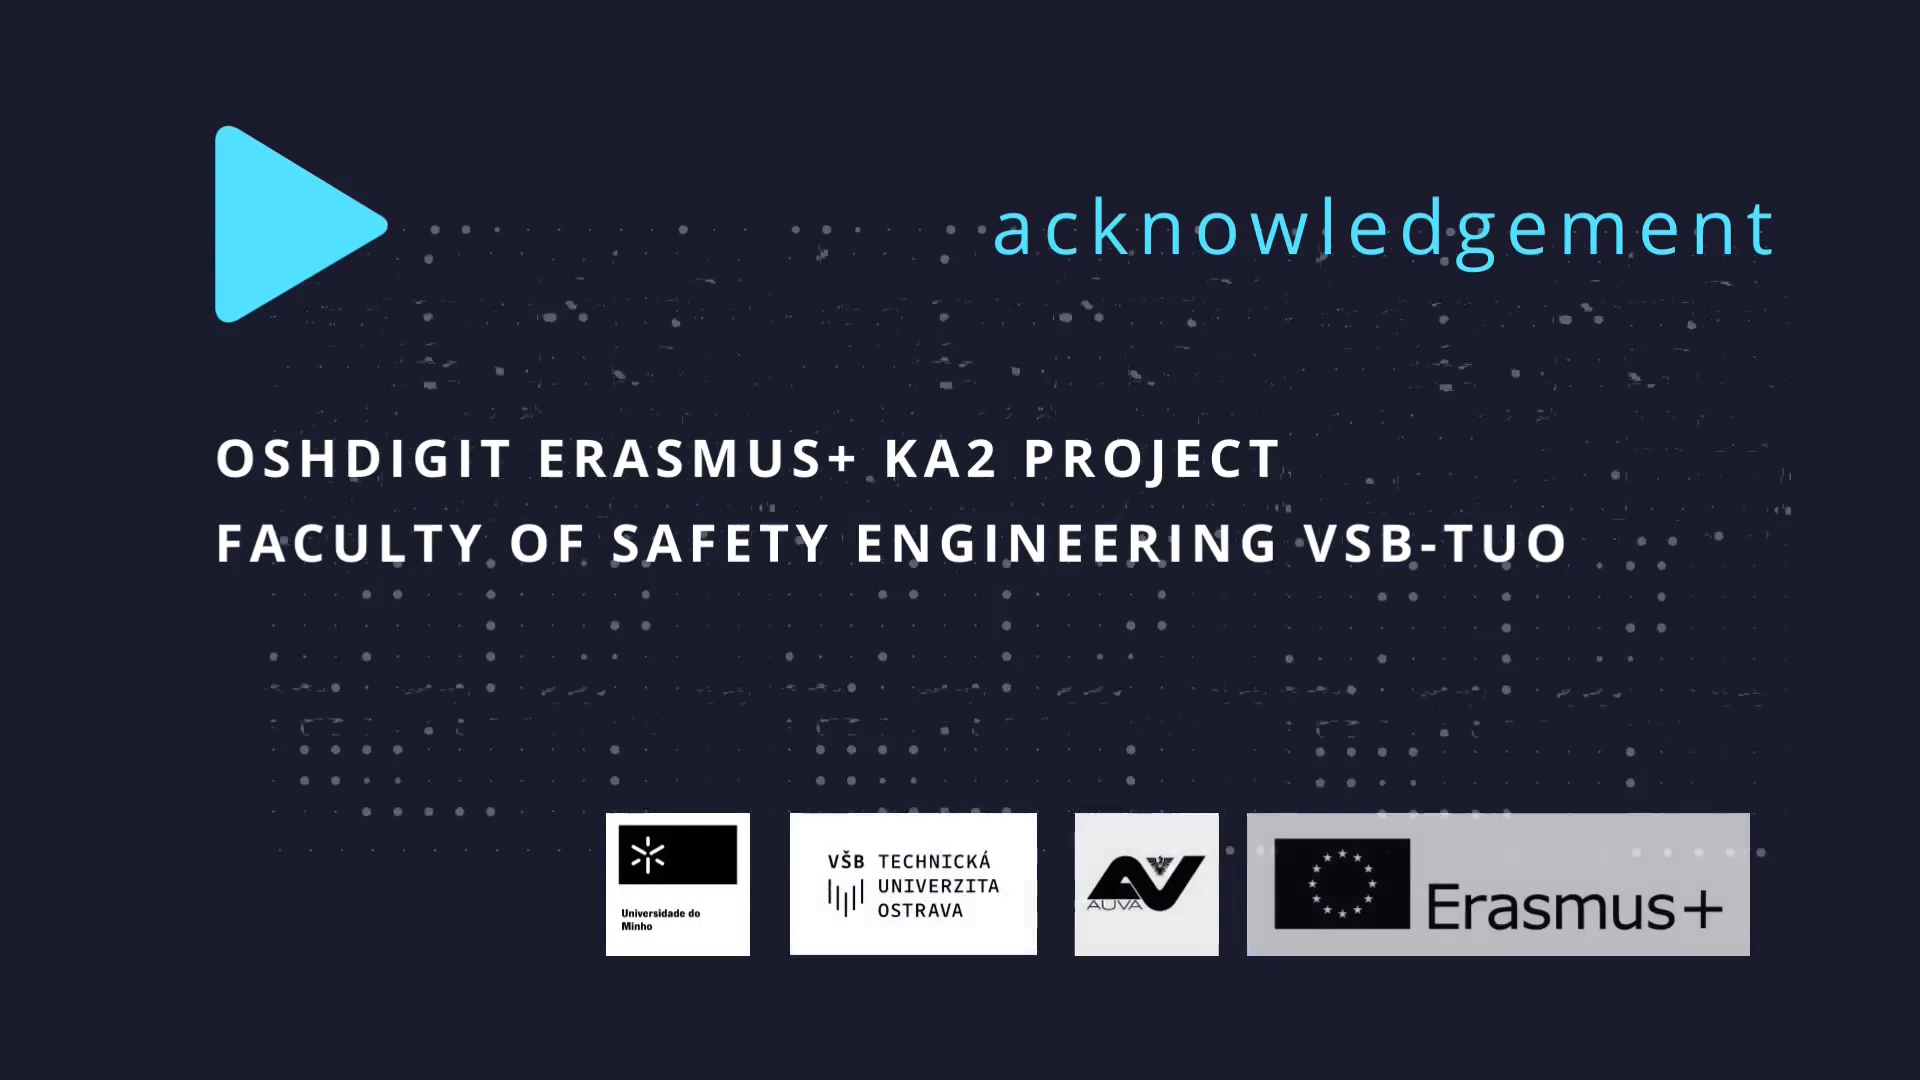 acknowledgement
OSHDIGIT ERASMUS+ KA2 PROJECT
FACULTY OF SAFETY ENGINEERING VSB-TUO
Universidade do
Minho
VŠB TECHNICKÁ
UNIVERZITA
OSTRAVA
AUVA
Erasmus+